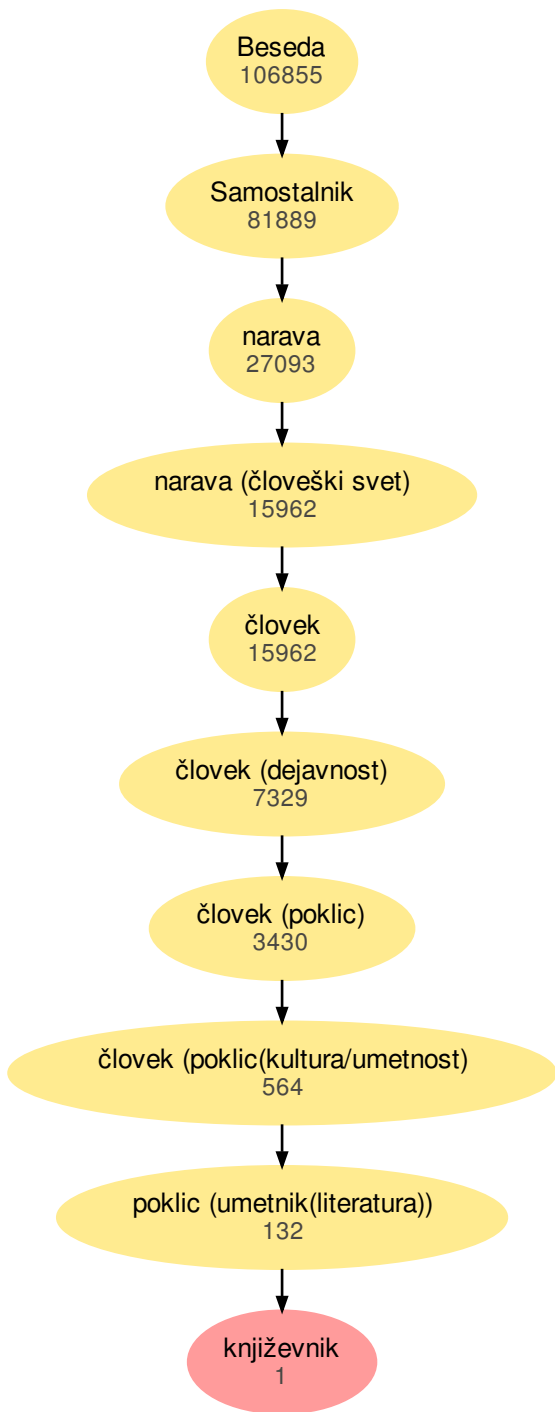 Beseda
106855
Samostalnik
81889
narava
27093
narava (človeški svet)
15962
človek
15962
človek (dejavnost)
7329
človek (poklic)
3430
človek (poklic(kultura/umetnost)
564
poklic (umetnik(literatura))
132
književnik
1